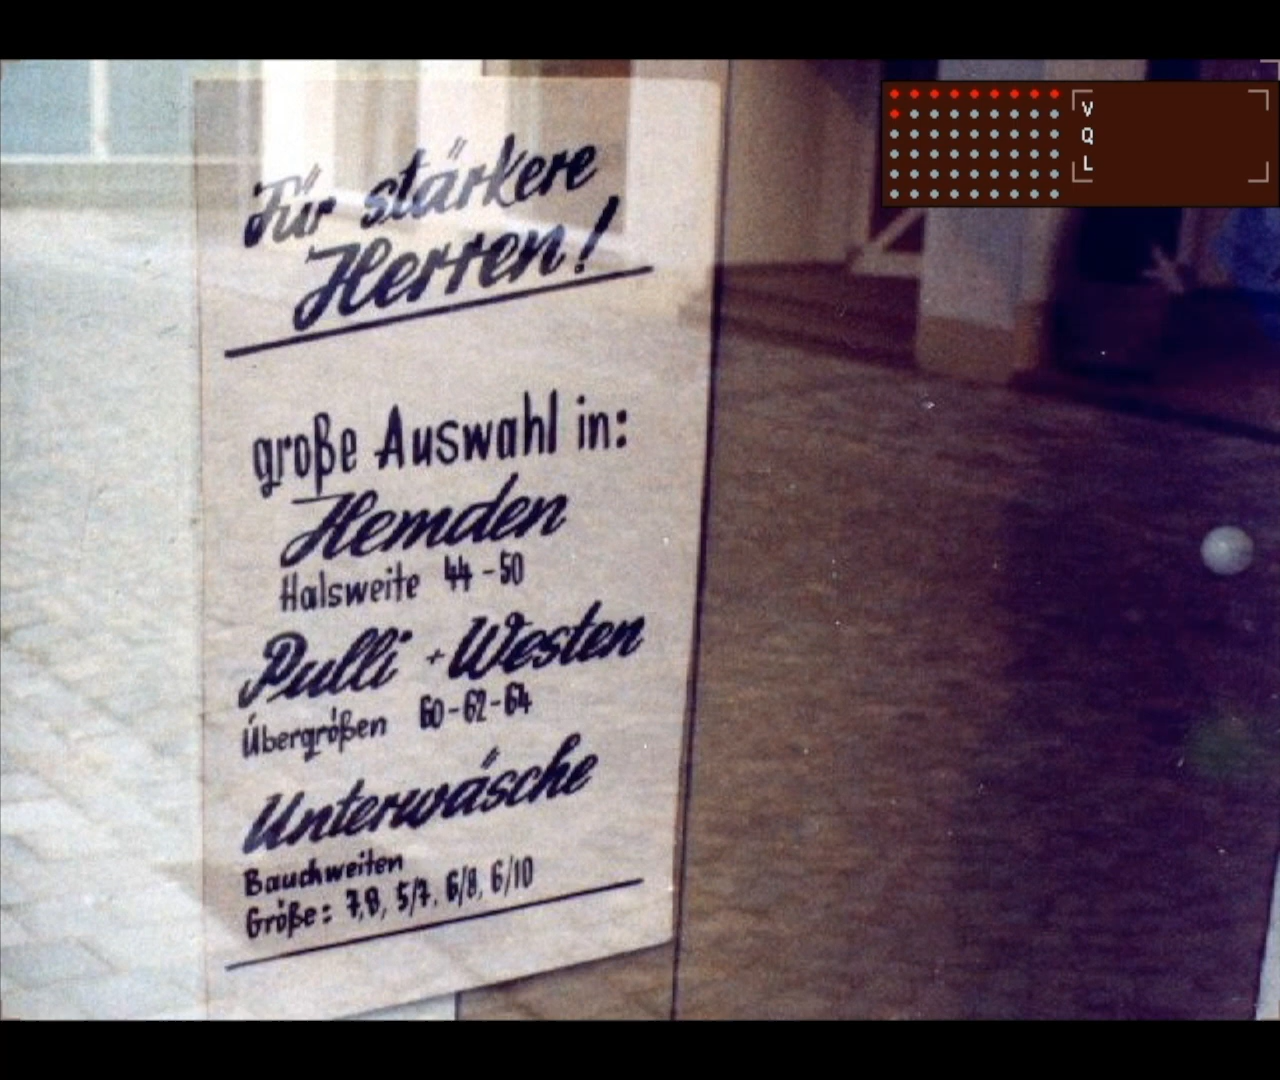 Für stärkere
Herren!
große Auswahl in:
Hemden
Halsweite 44 - 50
Pulli + Westen
Übergrößen 60 - 62 - 64
Unterwäsche
Bauchweiten
Größe: 7,8, 5/7, 6/8, 6/10
V
Q
L